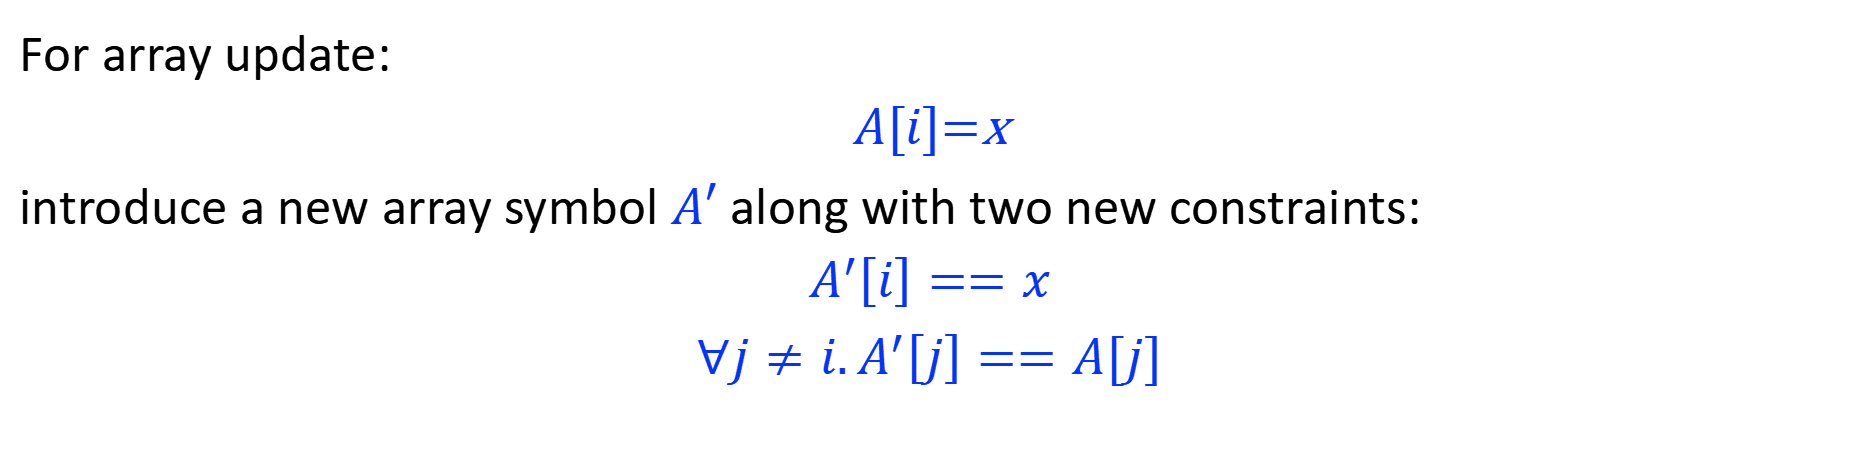 For array update:
A[i]=x
introduce a new array symbol A′ along with two new constraints:
A′[i] == x
∀j ≠ i. A′[j] == A[j]